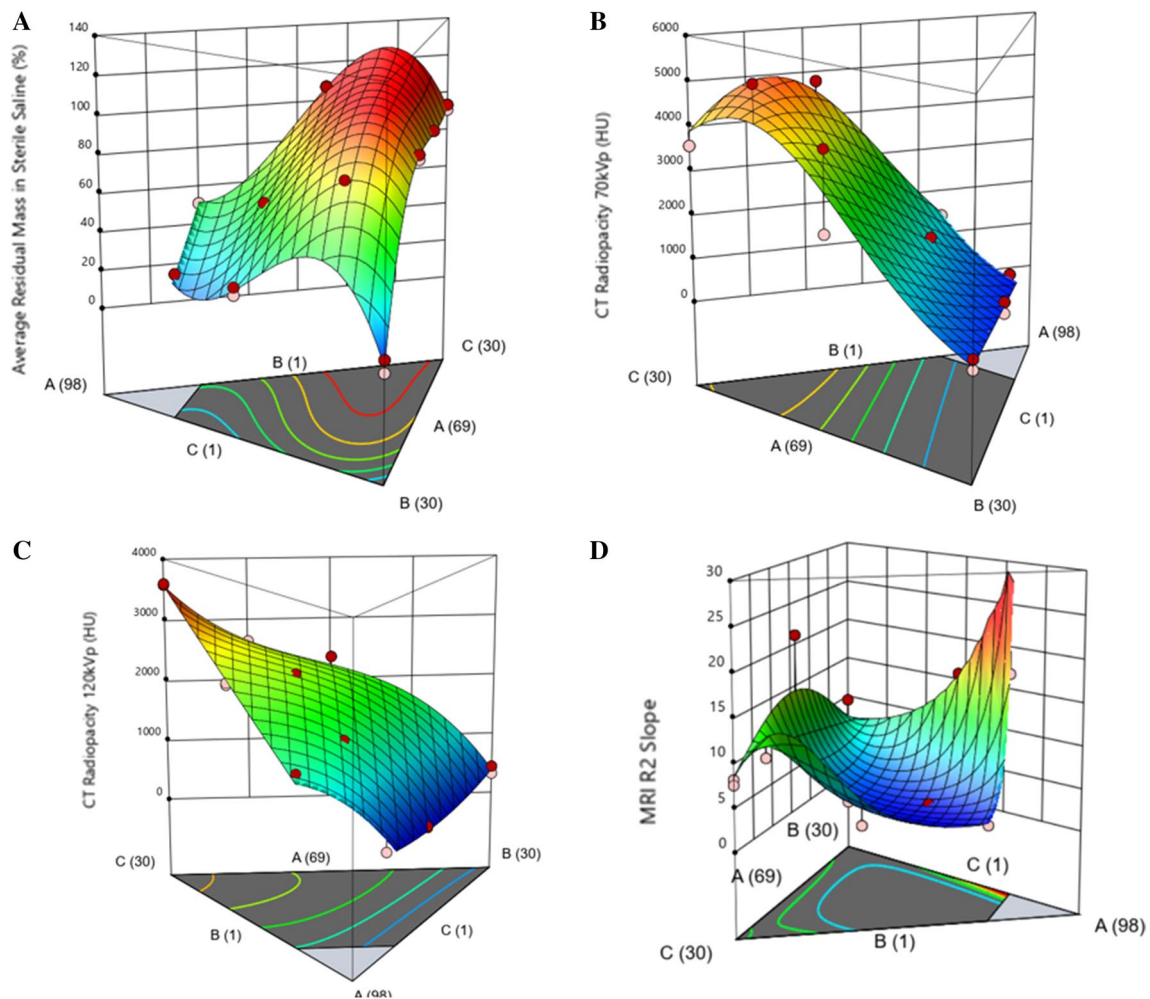 A
Average Residual Mass in Sterile Saline (%)
140
120
100
80
60
40
20
0
A (98)
B (1)
C (30)
A (69)
C (1)
B (30)
B
CT Radiopacity 70kVp (HU)
6000
5000
4000
3000
2000
1000
0
C (30)
B (1)
A (98)
A (69)
C (1)
B (30)
C
CT Radiopacity 120kVp (HU)
4000
3000
2000
1000
0
C (30)
A (69)
B (30)
B (1)
C (1)
A (98)
D
MRI R2 Slope
30
25
20
15
10
5
0
B (30)
A (69)
C (1)
A (98)
B (1)
C (30)